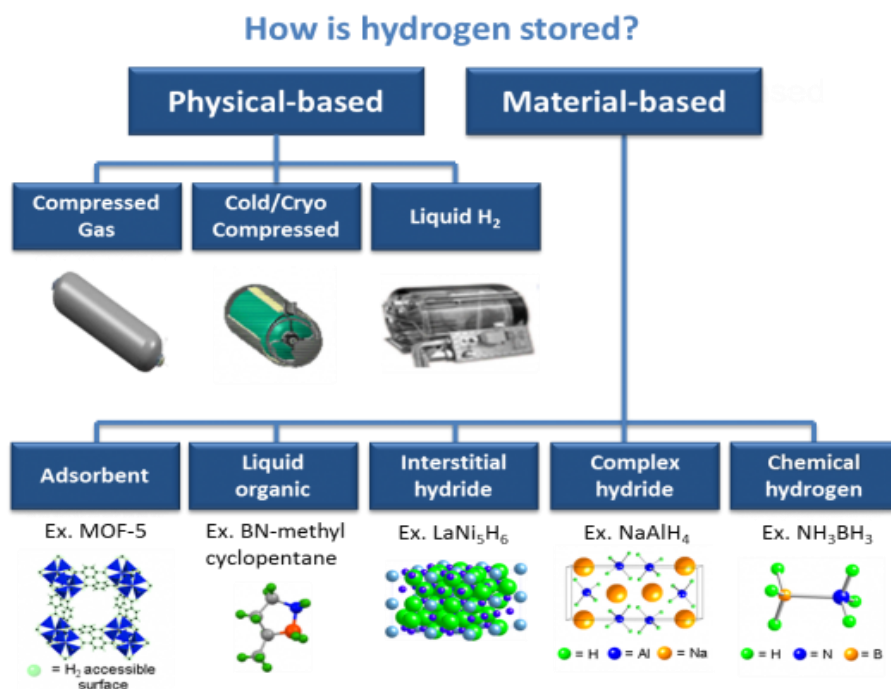 How is hydrogen stored?
Physical-based
Material-based
Compressed
Gas
Cold/Cryo
Compressed
Liquid H₂
Adsorbent
Liquid
organic
Interstitial
hydride
Complex
hydride
Chemical
hydrogen
Ex. MOF-5
Ex. BN-methyl
cyclopentane
Ex. LaNi₅H₆
Ex. NaAlH₄
Ex. NH₃BH₃
= H₂ accessible
surface
= H = Al = Na
= H = N = B